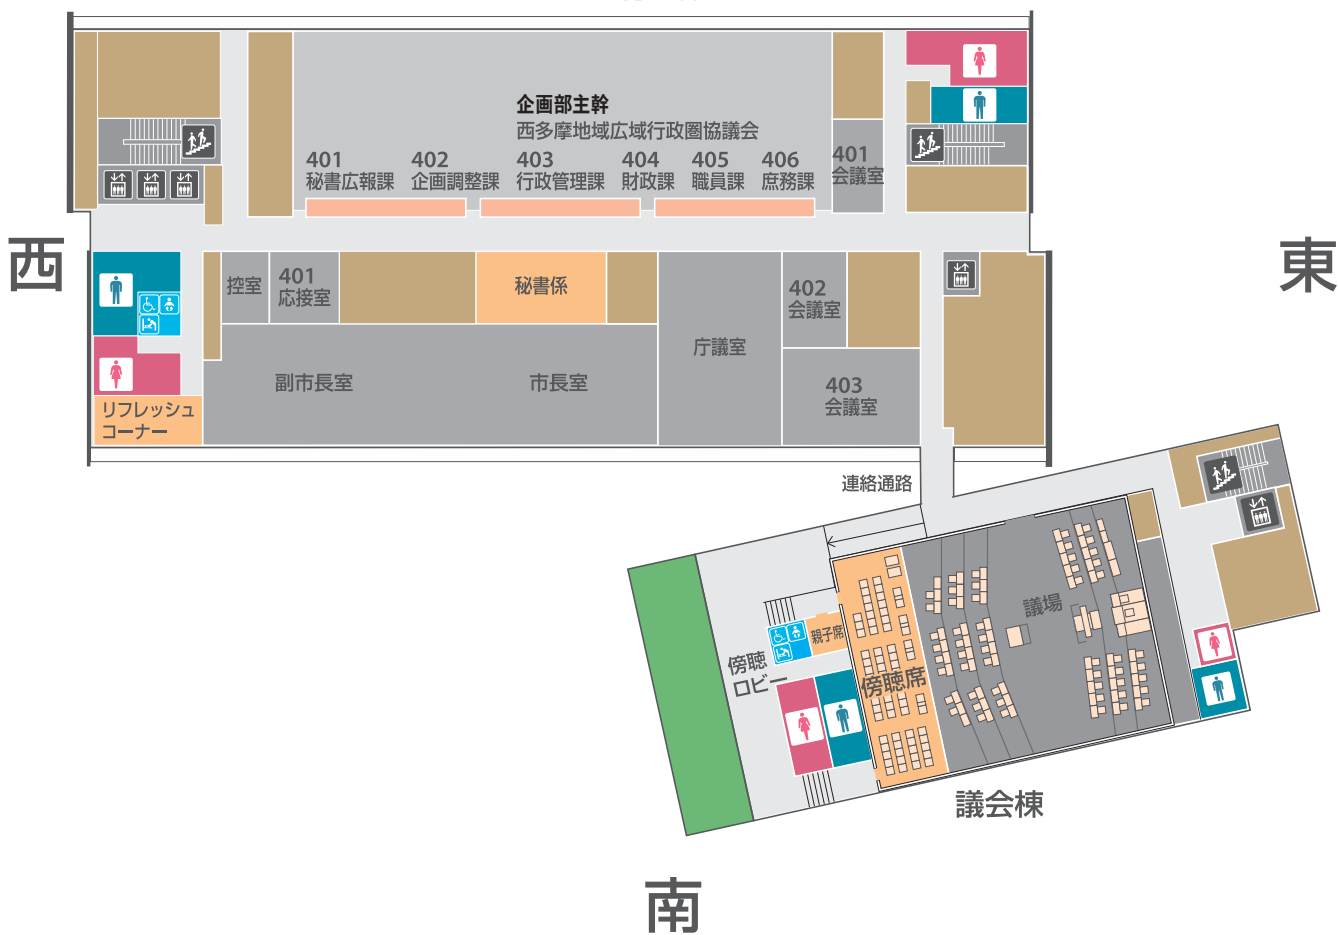 企画部主幹
西多摩地域広域行政圏協議会
401
秘書広報課
402
企画調整課
403
行政管理課
404
財政課
405
職員課
406
庶務課
401
会議室
西
東
控室
401
応接室
秘書係
402
会議室
庁議室
副市長室
市長室
403
会議室
リフレッシュ
コーナー
連絡通路
議場
親子席
傍聴
ロビー
傍聴席
議会棟
南